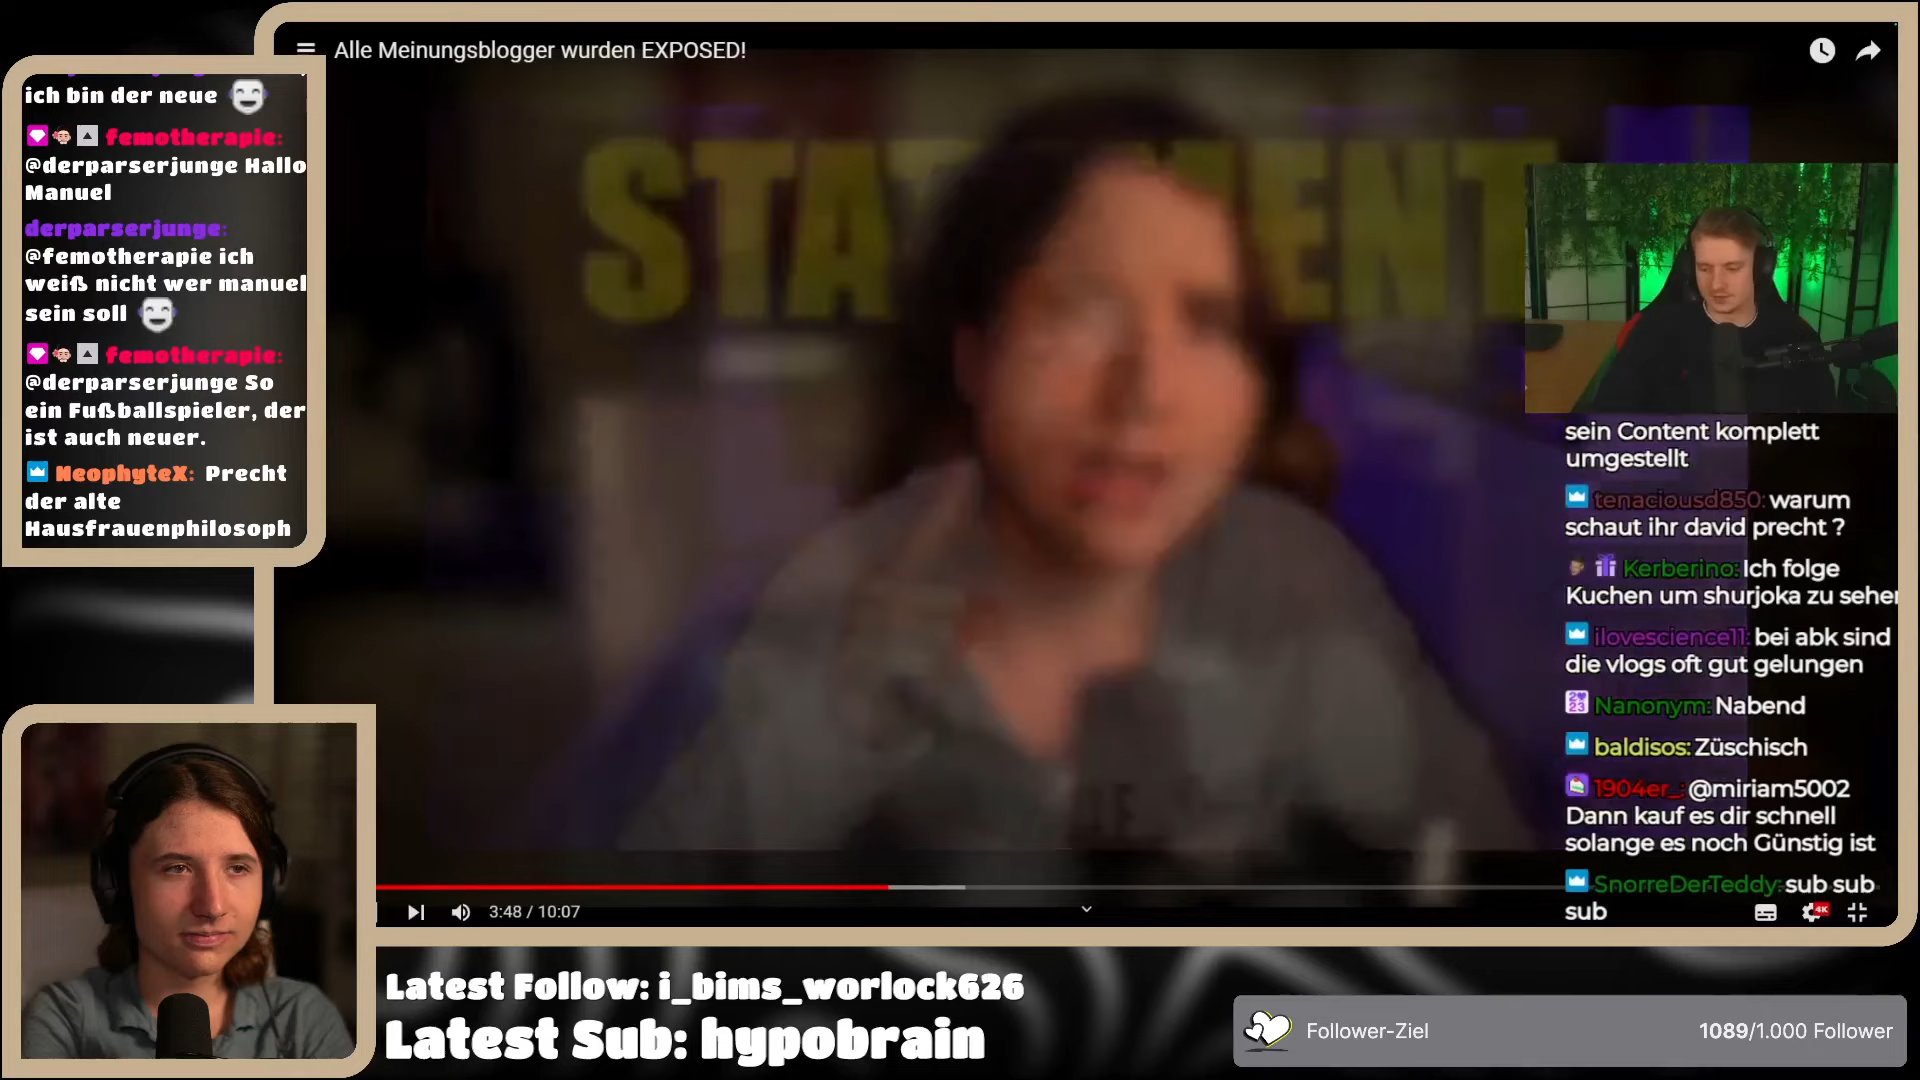 Alle Meinungsblogger wurden EXPOSED!
ich bin der neue
femotherapie:
@derparserjunge Hallo
Manuel
derparserjunge:
@femotherapie ich
weiß nicht wer manuel
sein soll
femotherapie:
@derparserjunge So
ein Fußballspieler, der
ist auch neuer.
NeophyteX: Precht
der alte
Hausfrauenphilosoph
sein Content komplett
umgestellt
tenaciousd850: warum
schaut ihr david precht ?
Kerberino: Ich folge
Kuchen um shurjoka zu sehen
ilovescience11: bei abk sind
die vlogs oft gut gelungen
Nanonym: Nabend
baldisos: Züschisch
1904er_: @miriam5002
Dann kauf es dir schnell
solange es noch Günstig ist
SnorreDerTeddy: sub sub
sub
3:48 / 10:07
4K
Latest Follow: i_bims_worlock626
Latest Sub: hypobrain
Follower-Ziel
1089/1.000 Follower